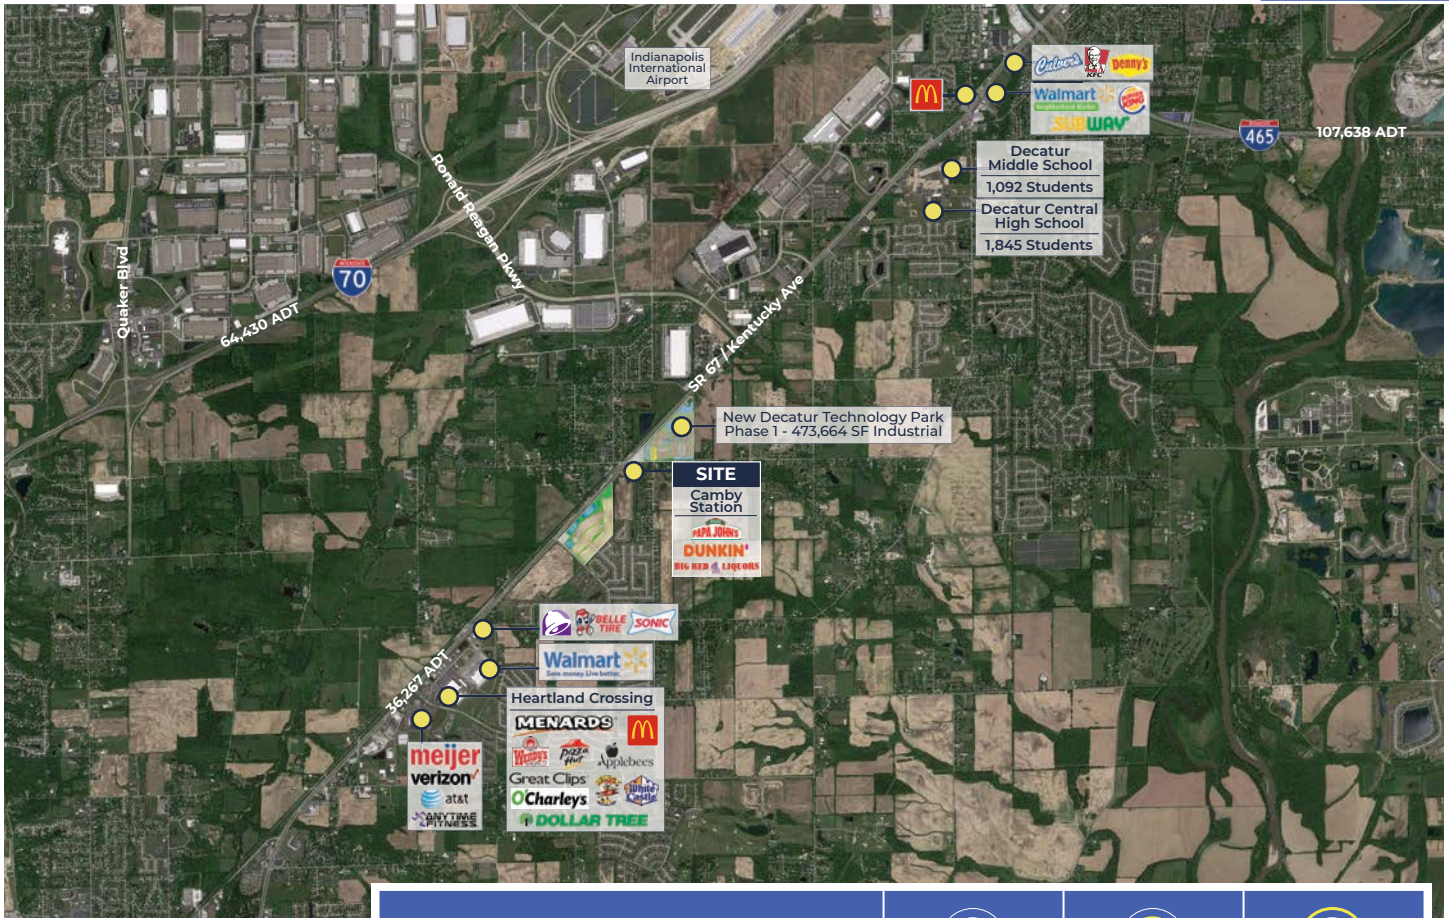 Indianapolis
International
Airport
Culver's
KFC
Denny's
Walmart
Neighborhood Market
BURGER
KING
SUBWAY
INTERSTATE
465
107,638 ADT
Decatur
Middle School
1,092 Students
Decatur Central
High School
1,845 Students
Ronald Reagan Pkwy
Quaker Blvd
INTERSTATE
70
64,430 ADT
SR 67 / Kentucky Ave
New Decatur Technology Park
Phase 1 - 473,664 SF Industrial
SITE
Camby
Station
PAPA JOHN'S
DUNKIN'
BIG RED LIQUORS
BELLE
TIRE
SONIC
Walmart
Save money. Live better.
36,267 ADT
Heartland Crossing
MENARDS
Wendy's
Pizza
Hut
Applebees
Great Clips
O'Charleys
White
Castle
DOLLAR TREE
meijer
verizon
at&t
ANYTIME
FITNESS